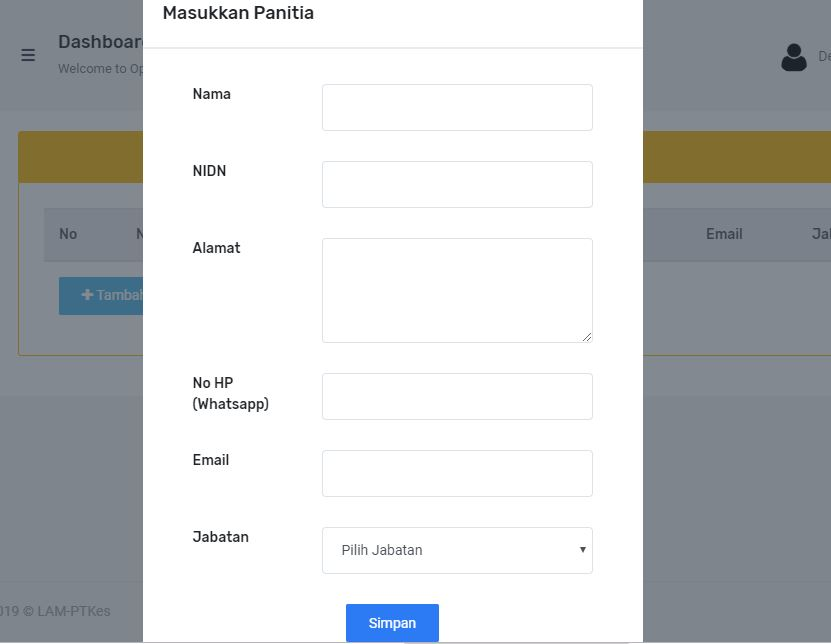 Masukkan Panitia
Dashboar
Welcome to Op
De
Nama
NIDN
Alamat
No
N
Email
Jal
Tambah
No HP
(Whatsapp)
Email
Jabatan
Pilih Jabatan
019 © LAM-PTKes
Simpan